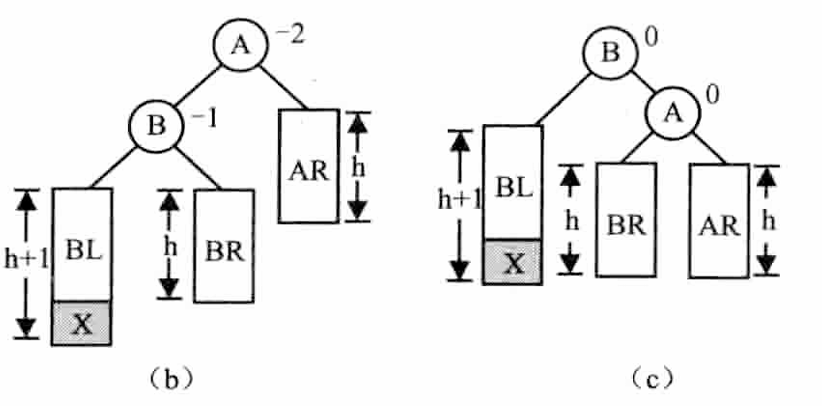 A -2
B -1
AR h
h+1 BL h BR
X
(b)
B 0
A 0
h+1 BL h BR AR h
X
(c)